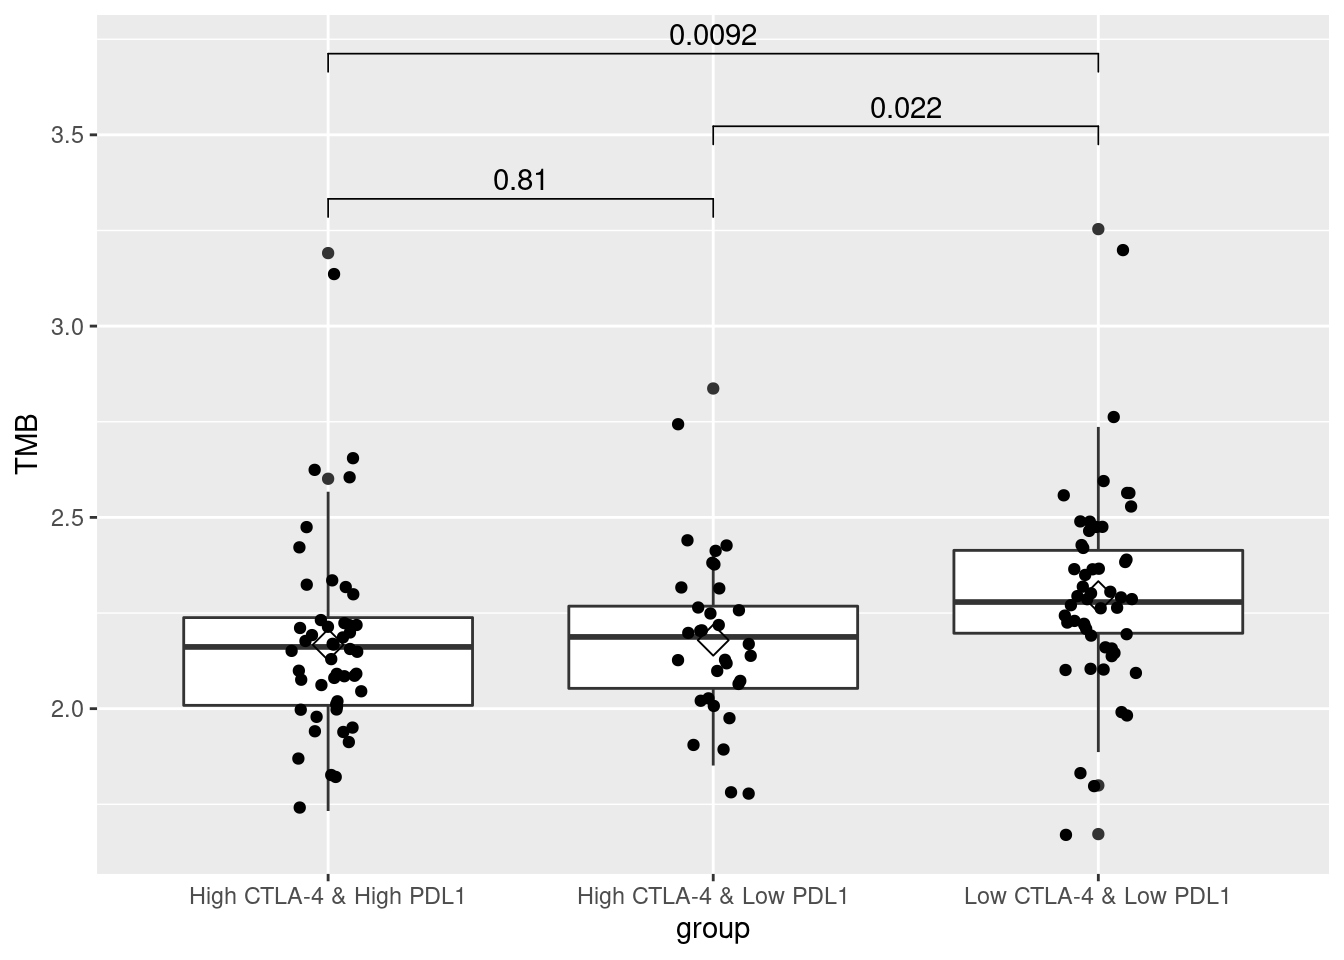 0.0092
0.022
0.81
3.5
3.0
2.5
2.0
TMB
High CTLA-4 & High PDL1
High CTLA-4 & Low PDL1
Low CTLA-4 & Low PDL1
group